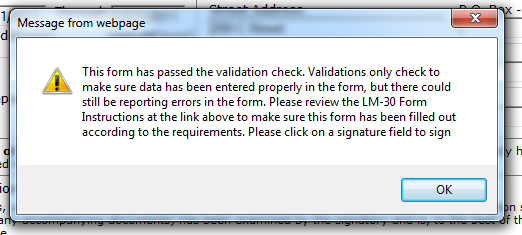 Street Address
P.O. Box -
Message from webpage
This form has passed the validation check. Validations only check to
make sure data has been entered properly in the form, but there could
still be reporting errors in the form. Please review the LM-30 Form
Instructions at the link above to make sure this form has been filled out
according to the requirements. Please click on a signature field to sign
OK